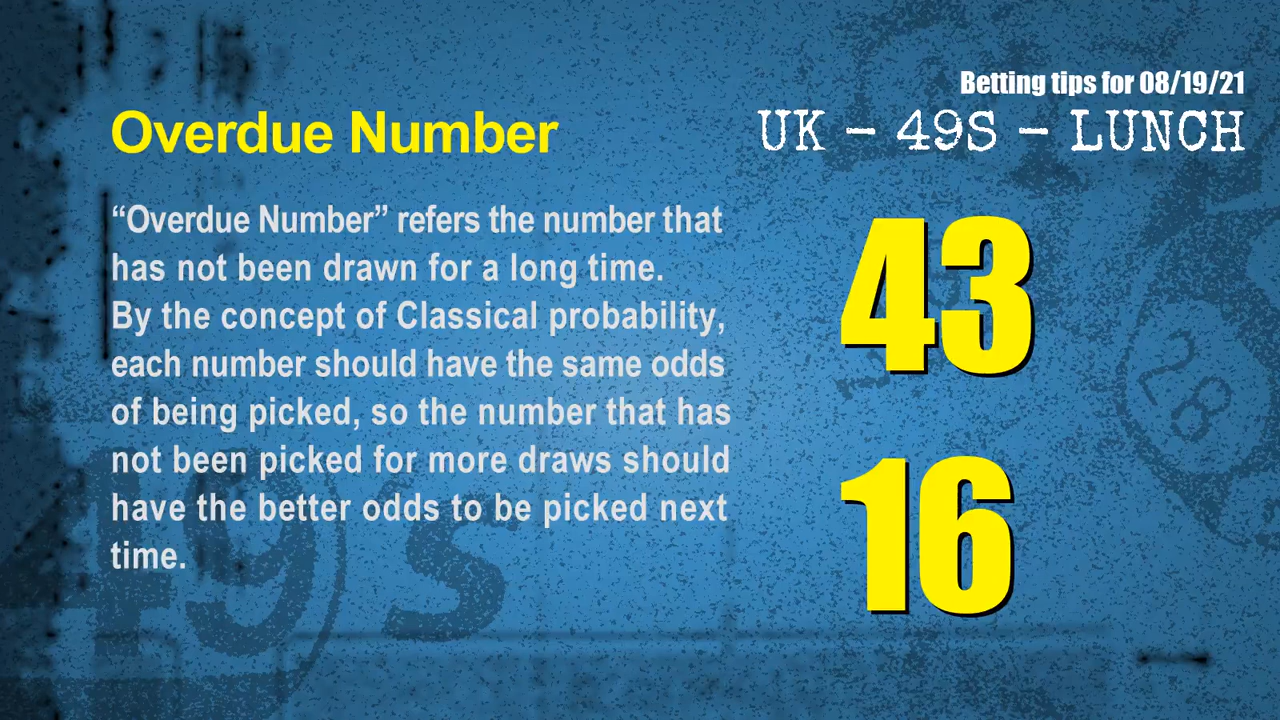 Betting tips for 08/19/21
Overdue Number
UK - 49S - LUNCH
“Overdue Number” refers the number that
has not been drawn for a long time.
By the concept of Classical probability,
each number should have the same odds
of being picked, so the number that has
not been picked for more draws should
have the better odds to be picked next
time.
43
16
28
49's